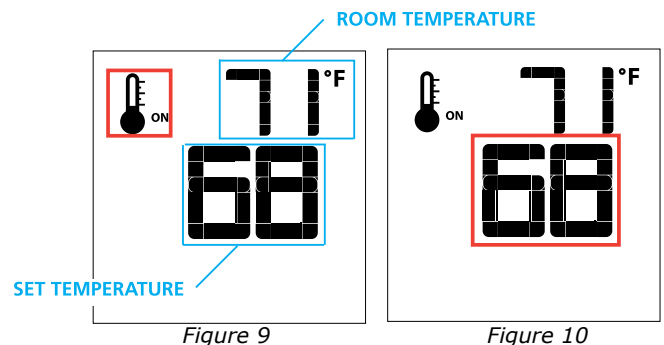 ROOM TEMPERATURE
71 °F
ON
68
SET TEMPERATURE
Figure 9
71 °F
ON
68
Figure 10